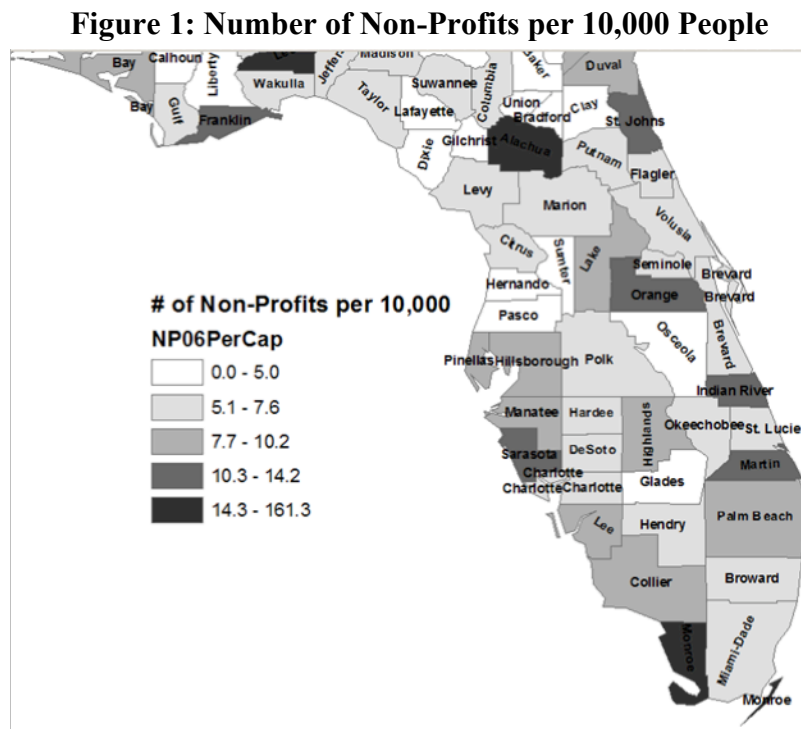 Figure 1: Number of Non-Profits per 10,000 People
Bay
Calhoun
Liberty
Madison
Baker
Duval
Wakulla
Taylor
Suwannee
Columbia
Bay
Gulf
Franklin
Lafayette
Union
Bradford
Clay
St. Johns
Dixie
Gilchrist
Alachua
Putnam
Flagler
Levy
Marion
Volusia
Citrus
Sumter
Lake
Seminole
Brevard
Hernando
Orange
Brevard
# of Non-Profits per 10,000
Pasco
Osceola
Brevard
NP06PerCap
Pinellas
Hillsborough
Polk
0.0 - 5.0
Indian River
5.1 - 7.6
Manatee
Hardee
Highlands
Okeechobee
St. Lucie
7.7 - 10.2
Sarasota
DeSoto
Martin
10.3 - 14.2
Charlotte
Charlotte
Charlotte
Glades
14.3 - 161.3
Lee
Hendry
Palm Beach
Collier
Broward
Monroe
Miami-Dade
Monroe